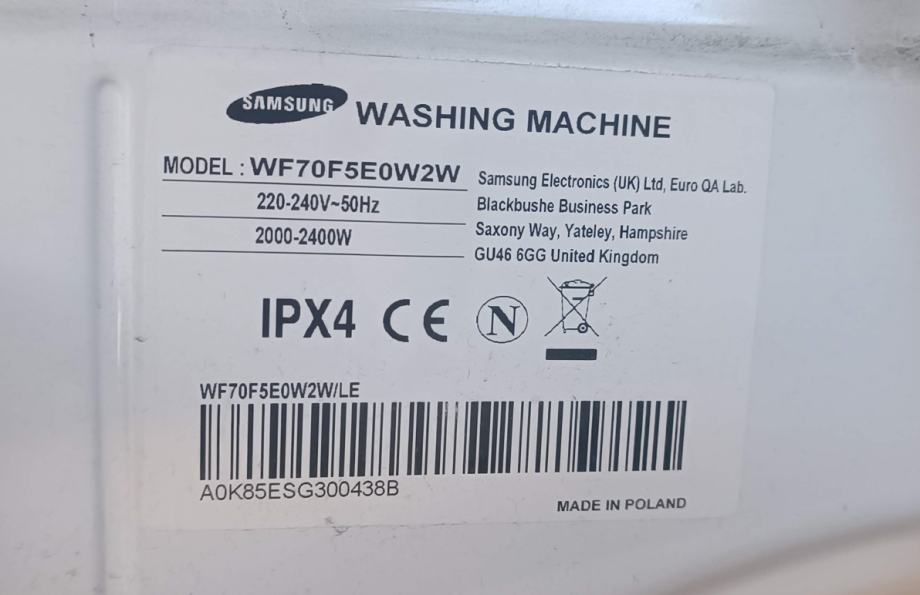 SAMSUNG WASHING MACHINE
MODEL : WF70F5E0W2W
220-240V~50Hz
2000-2400W
Samsung Electronics (UK) Ltd, Euro QA Lab.
Blackbushe Business Park
Saxony Way, Yateley, Hampshire
GU46 6GG United Kingdom
IPX4 CE N
WF70F5E0W2W/LE
A0K85ESG300438B
MADE IN POLAND